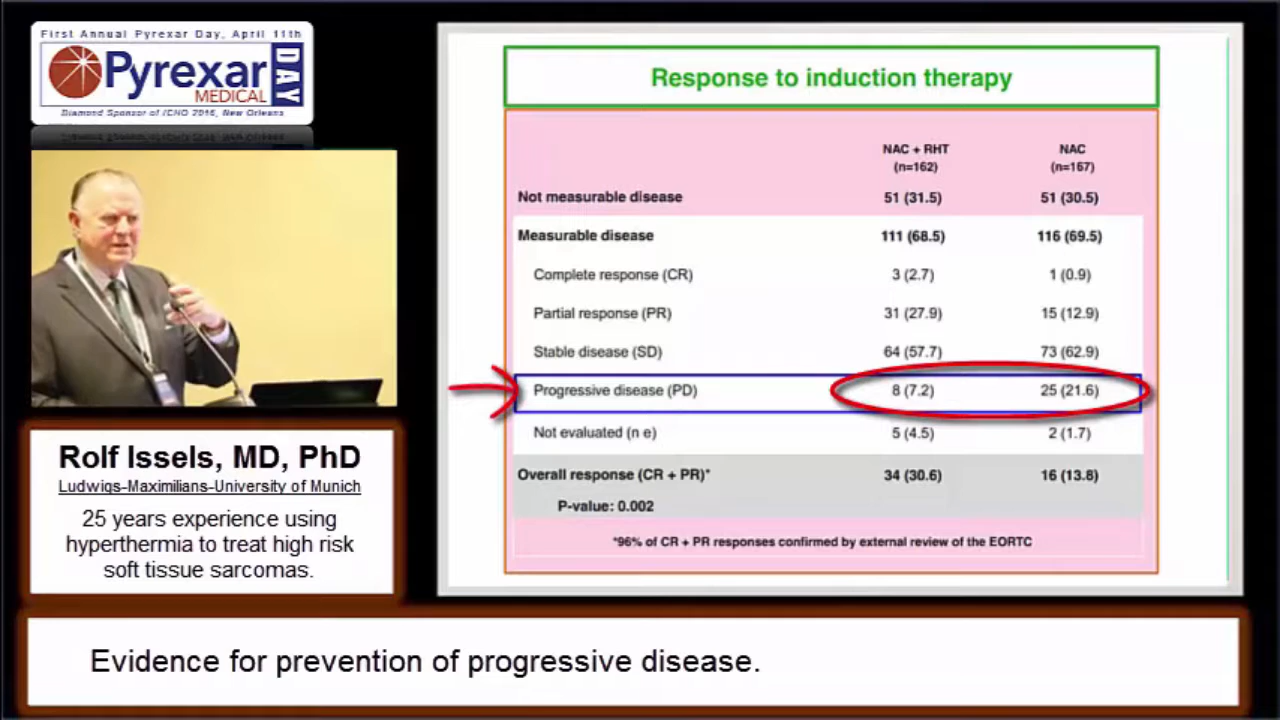 First Annual Pyrexar Day, April 11th
Pyrexar DAY
MEDICAL
Diamond Sponsor of ICHO 2016, New Orleans
Response to induction therapy
NAC + RHT NAC
(n=162) (n=167)
Not measurable disease 51 (31.5) 51 (30.5)
Measurable disease 111 (68.5) 116 (69.5)
Complete response (CR) 3 (2.7) 1 (0.9)
Partial response (PR) 31 (27.9) 15 (12.9)
Stable disease (SD) 64 (57.7) 73 (62.9)
Progressive disease (PD) 8 (7.2) 25 (21.6)
Not evaluated (n e) 5 (4.5) 2 (1.7)
Overall response (CR + PR)* 34 (30.6) 16 (13.8)
P-value: 0.002
*96% of CR + PR responses confirmed by external review of the EORTC
Rolf Issels, MD, PhD
Ludwigs-Maximilians-University of Munich
25 years experience using
hyperthermia to treat high risk
soft tissue sarcomas.
Evidence for prevention of progressive disease.